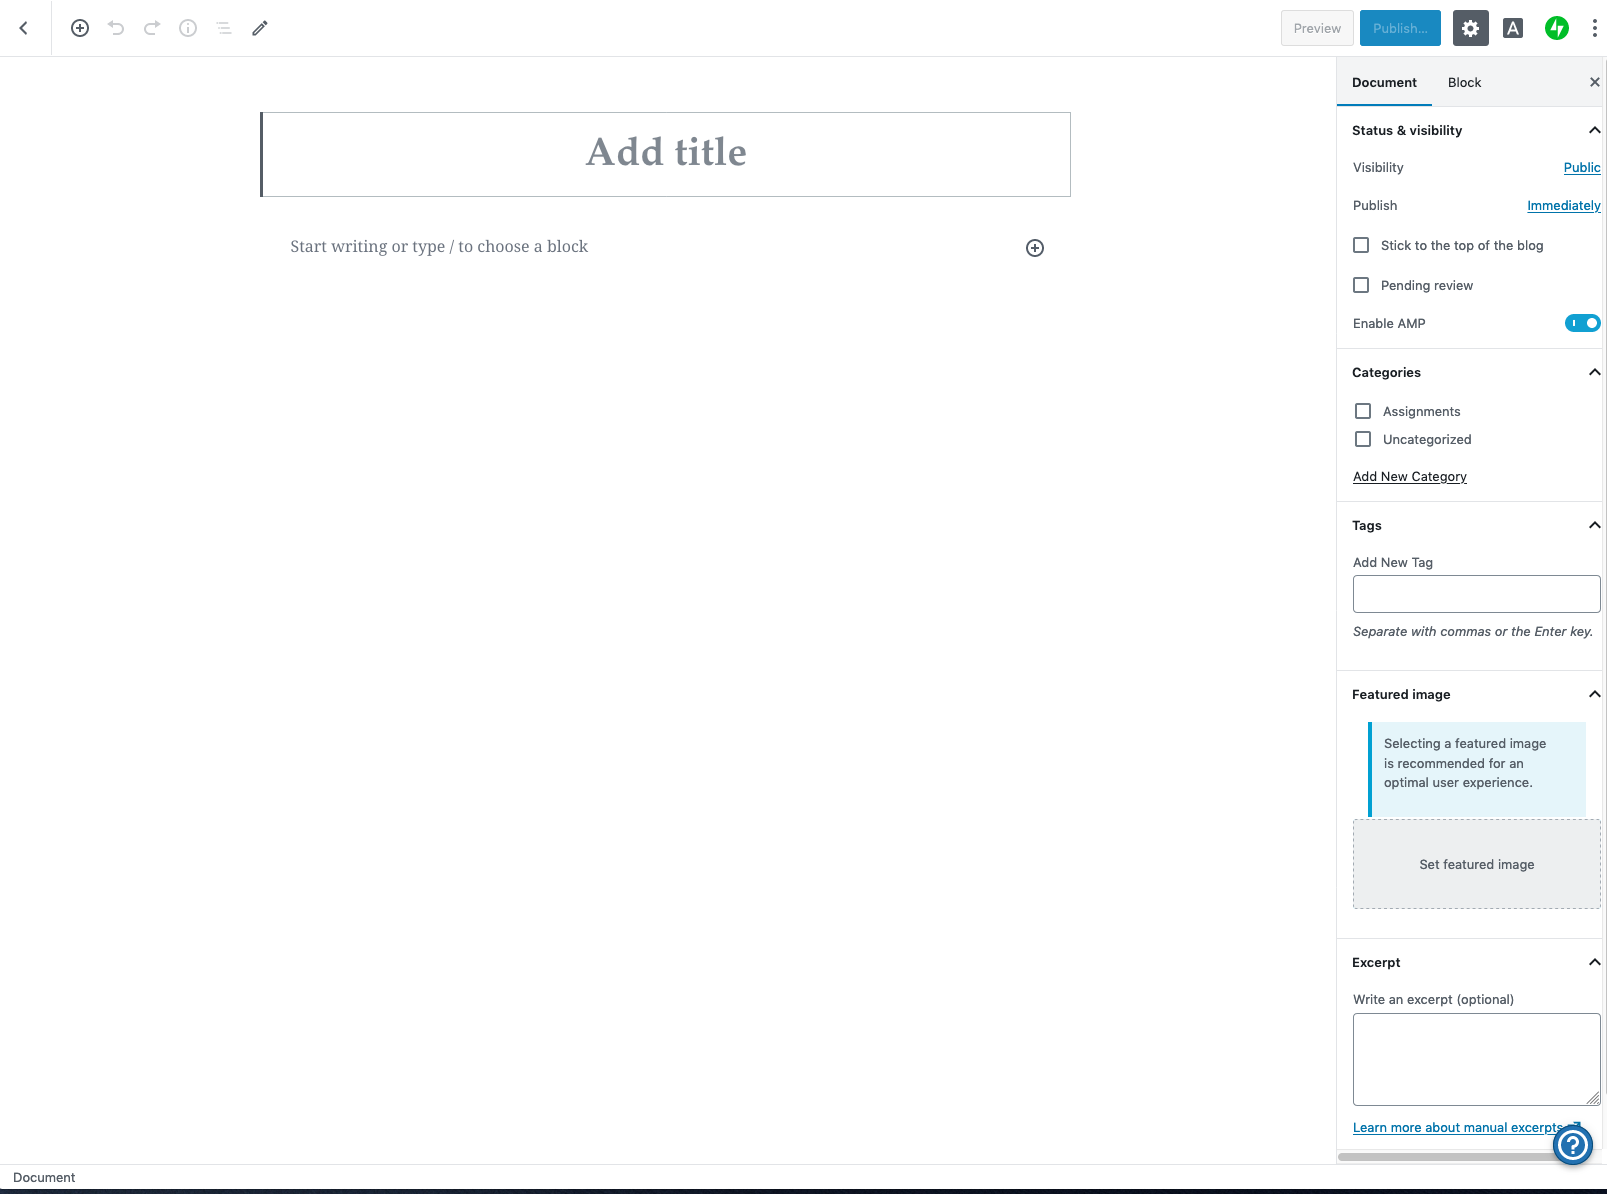 Preview
Publish...
A
Document
Block
Add title
Start writing or type / to choose a block
Status & visibility
Visibility
Public
Publish
Immediately
Stick to the top of the blog
Pending review
Enable AMP
Categories
Assignments
Uncategorized
Add New Category
Tags
Add New Tag
Separate with commas or the Enter key.
Featured image
Selecting a featured image
is recommended for an
optimal user experience.
Set featured image
Excerpt
Write an excerpt (optional)
Learn more about manual excerpts
?
Document